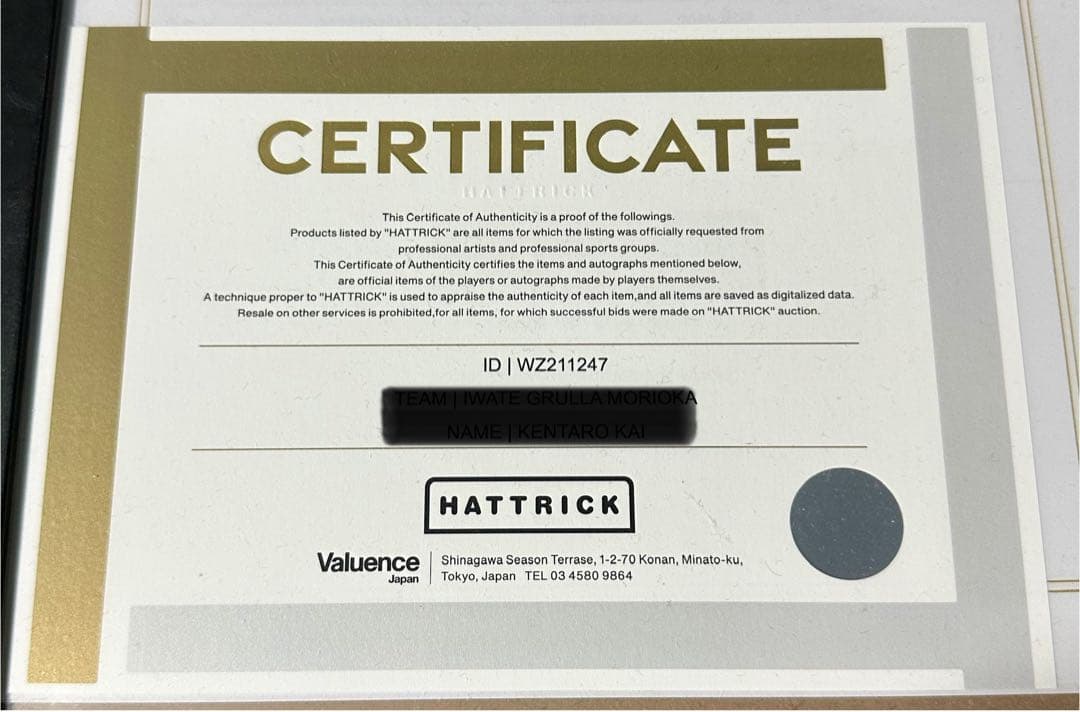 CERTIFICATE
HATTRICK
This Certificate of Authenticity is a proof of the followings.
Products listed by "HATTRICK" are all items for which the listing was officially requested from
professional artists and professional sports groups.
This Certificate of Authenticity certifies the items and autographs mentioned below,
are official items of the players or autographs made by players themselves.
A technique proper to "HATTRICK" is used to appraise the authenticity of each item,and all items are saved as digitalized data.
Resale on other services is prohibited,for all items, for which successful bids were made on "HATTRICK" auction.
ID | WZ211247
TEAM | IWATE GRULLA MORIOKA
NAME | KENTARO KAI
HATTRICK
Valuence
Japan
Shinagawa Season Terrase, 1-2-70 Konan, Minato-ku,
Tokyo, Japan TEL 03 4580 9864